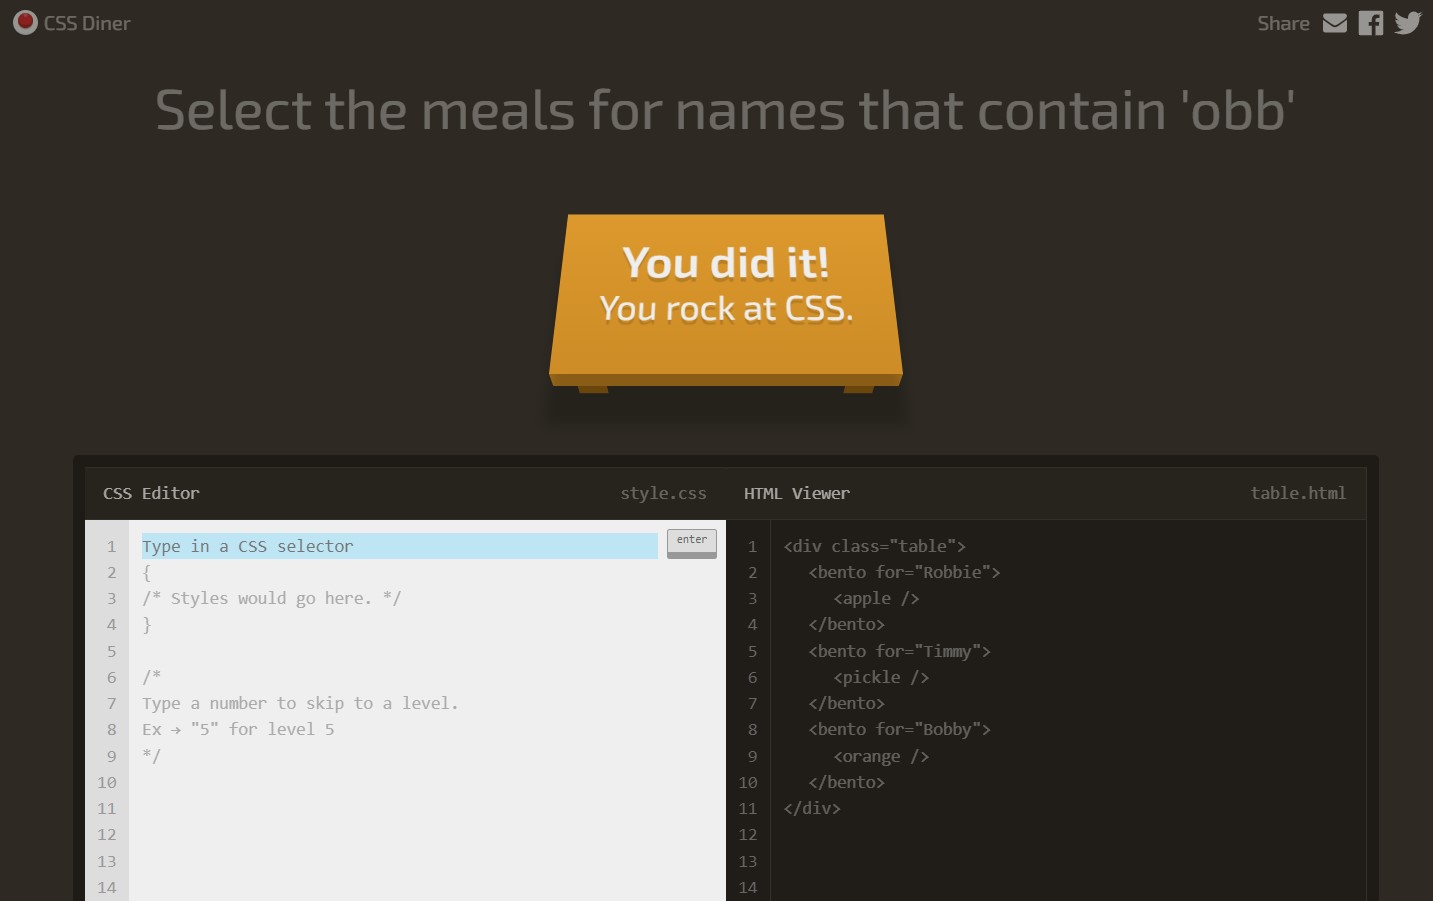 CSS Diner
Share
Select the meals for names that contain 'obb'
You did it!
You rock at CSS.
CSS Editor
style.css
1 Type in a CSS selector
enter
2 {
3 /* Styles would go here. */
4 }
5
6 /*
7 Type a number to skip to a level.
8 Ex → "5" for level 5
9 */
10
11
12
13
14
HTML Viewer
table.html
1 <div class="table">
2 <bento for="Robbie">
3 <apple />
4 </bento>
5 <bento for="Timmy">
6 <pickle />
7 </bento>
8 <bento for="Bobby">
9 <orange />
10 </bento>
11 </div>
12
13
14